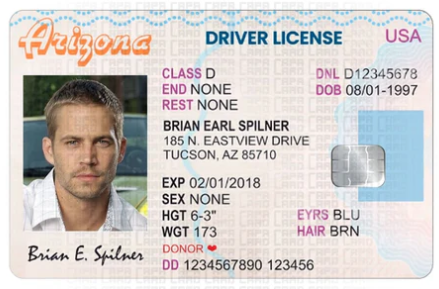 Arizona DRIVER LICENSE USA
CLASS D
DNL D12345678
END NONE
DOB 08/01-1997
REST NONE
BRIAN EARL SPILNER
185 N. EASTVIEW DRIVE
TUCSON, AZ 85710
EXP 02/01/2018
SEX NONE
HGT 6-3"
EYRS BLU
WGT 173
HAIR BRN
DONOR ❤
DD 1234567890 123456
Brian E. Spilner